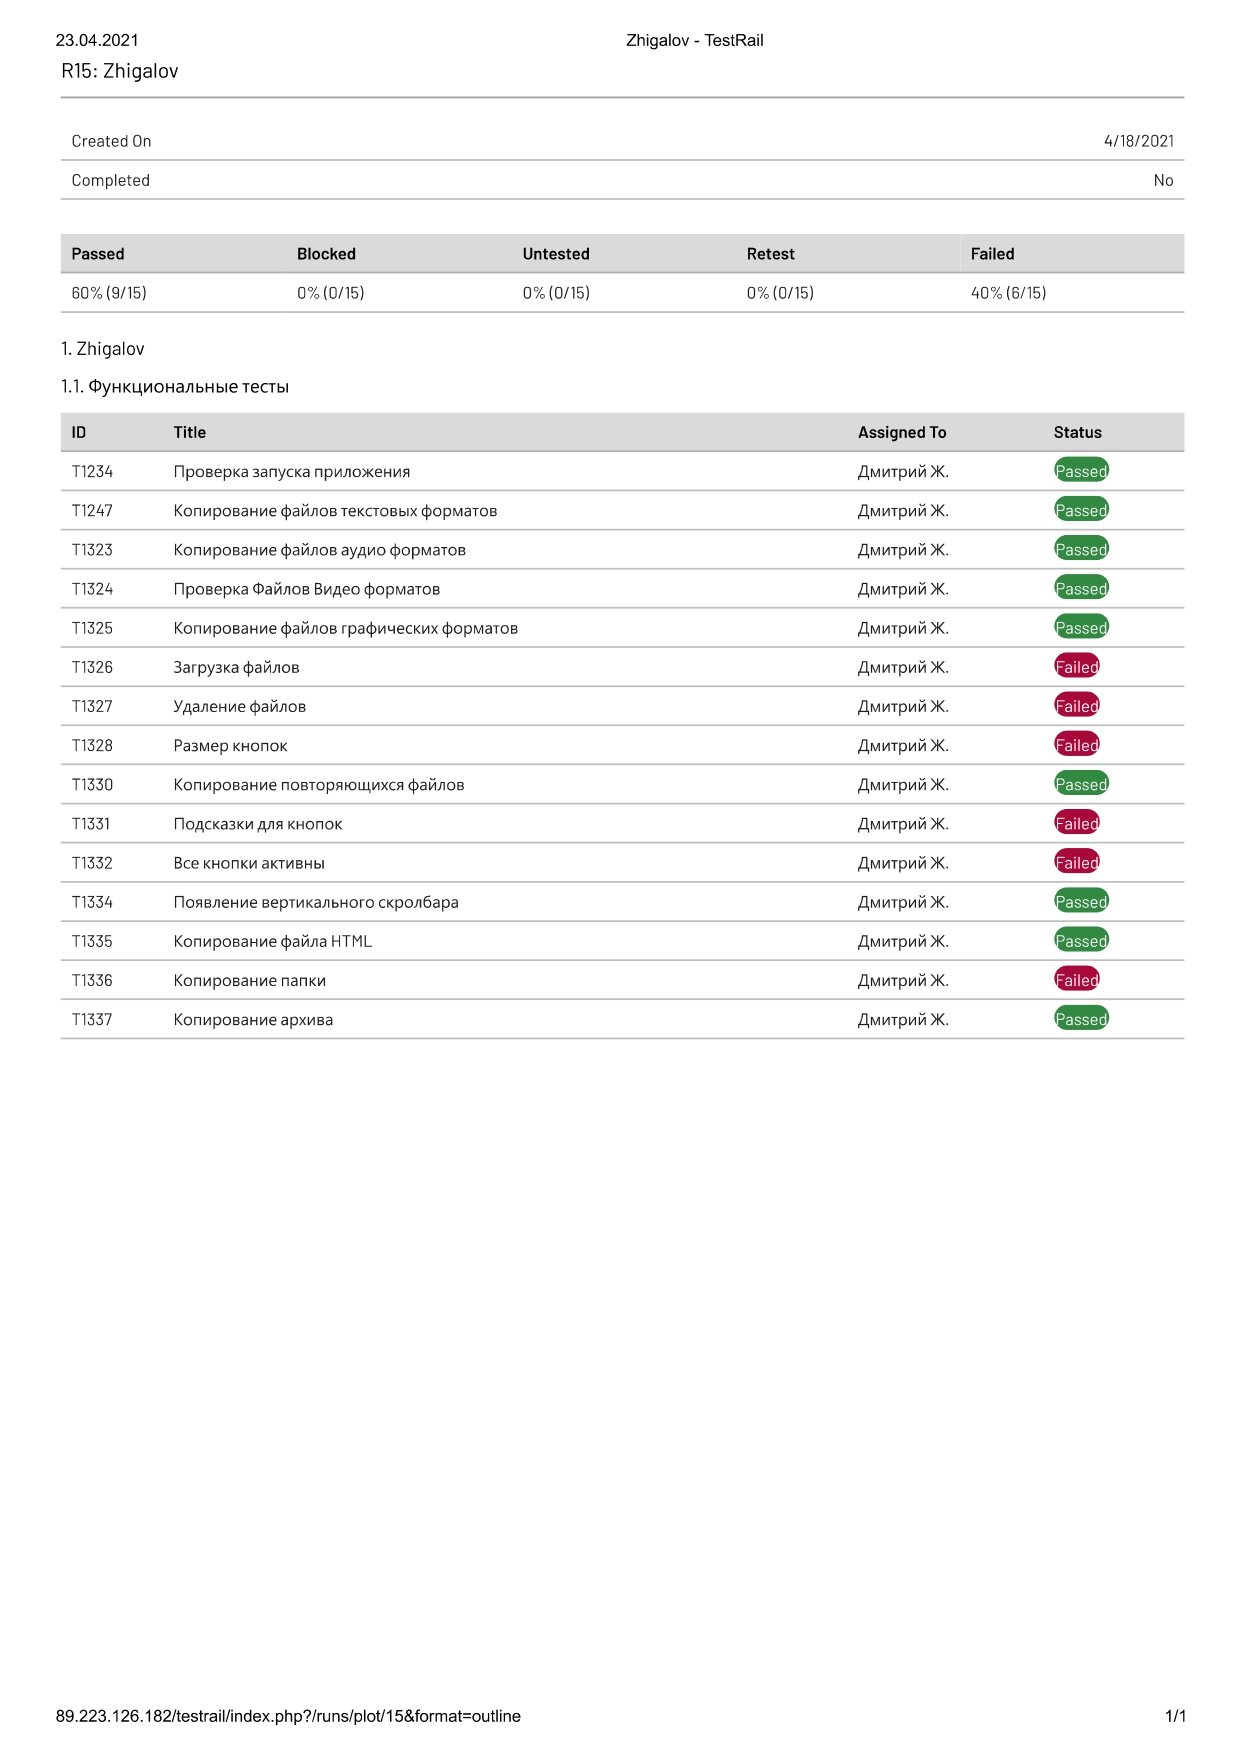 23.04.2021 Zhigalov - TestRail
R15: Zhigalov
Created On 4/18/2021
Completed No
Passed Blocked Untested Retest Failed
60% (9/15) 0% (0/15) 0% (0/15) 0% (0/15) 40% (6/15)
1. Zhigalov
1.1. Функциональные тесты
ID Title Assigned To Status
T1234 Проверка запуска приложения Дмитрий Ж. Passed
T1247 Копирование файлов текстовых форматов Дмитрий Ж. Passed
T1323 Копирование файлов аудио форматов Дмитрий Ж. Passed
T1324 Проверка Файлов Видео форматов Дмитрий Ж. Passed
T1325 Копирование файлов графических форматов Дмитрий Ж. Passed
T1326 Загрузка файлов Дмитрий Ж. Failed
T1327 Удаление файлов Дмитрий Ж. Failed
T1328 Размер кнопок Дмитрий Ж. Failed
T1330 Копирование повторяющихся файлов Дмитрий Ж. Passed
T1331 Подсказки для кнопок Дмитрий Ж. Failed
T1332 Все кнопки активны Дмитрий Ж. Failed
T1334 Появление вертикального скролбара Дмитрий Ж. Passed
T1335 Копирование файла HTML Дмитрий Ж. Passed
T1336 Копирование папки Дмитрий Ж. Failed
T1337 Копирование архива Дмитрий Ж. Passed
89.223.126.182/testrail/index.php?/runs/plot/15&format=outline 1/1